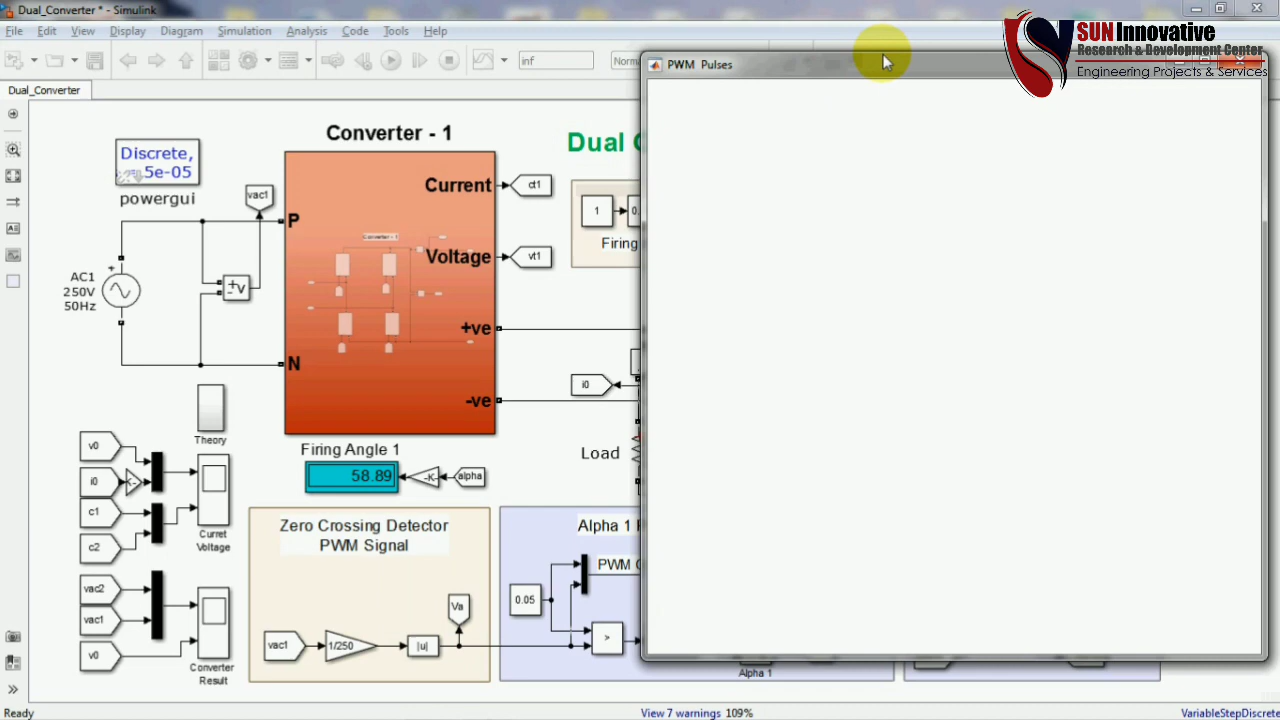 Dual_Converter * - Simulink
File Edit View Display Diagram Simulation Analysis Code Tools Help
inf
Norm
Dual_Converter
PWM Pulses
SUN Innovative
Research & Development Center
Engineering Projects & Services
Converter - 1
Dual C
Discrete,
5e-05
powergui
vac1
Current
ct1
P
1
0.
Firing
Converter - 1
Voltage
vt1
AC1
250V
50Hz
+v
-
+ve
N
i0
-ve
Theory
Firing Angle 1
58.89
-K-
alpha
Load
v0
i0
K-
c1
c2
Curret
Voltage
vac2
vac1
v0
Converter
Result
Zero Crossing Detector
PWM Signal
Va
vac1
1/250
|u|
Alpha 1
PWM
0.05
>
Alpha 1
Ready
View 7 warnings 109%
VariableStepDiscrete